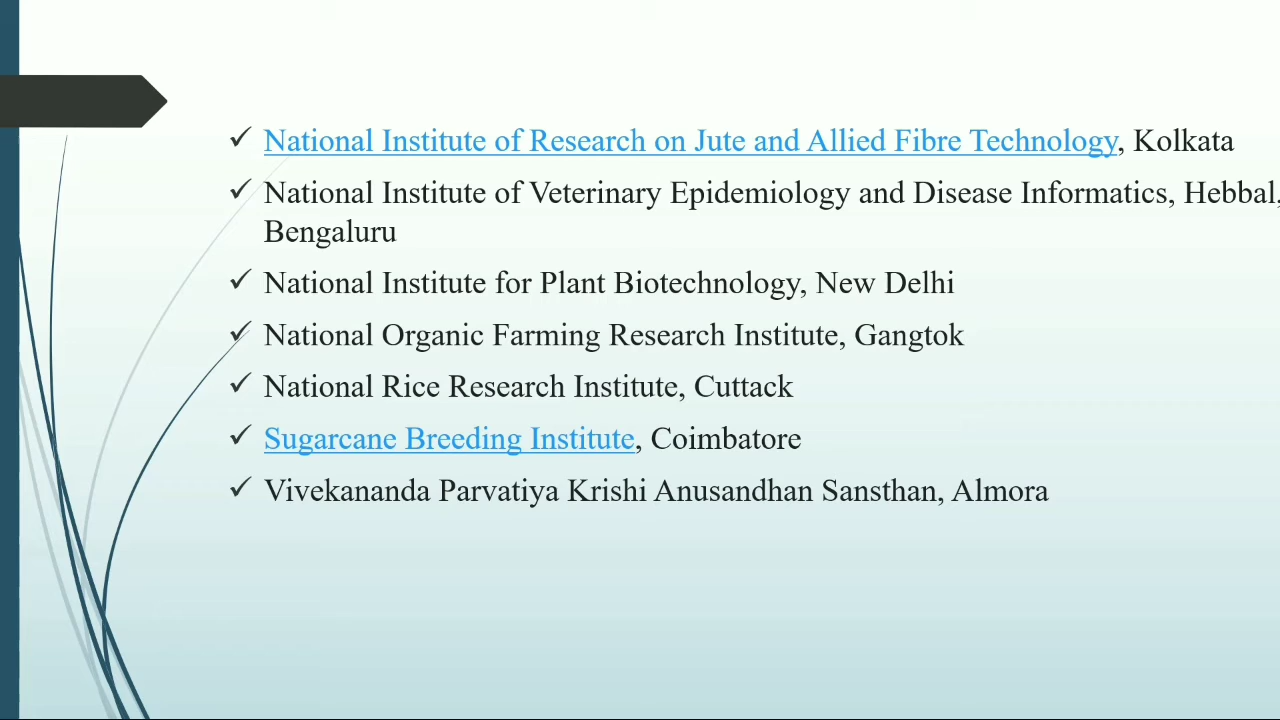 ✓ National Institute of Research on Jute and Allied Fibre Technology, Kolkata
✓ National Institute of Veterinary Epidemiology and Disease Informatics, Hebbal,
Bengaluru
✓ National Institute for Plant Biotechnology, New Delhi
✓ National Organic Farming Research Institute, Gangtok
✓ National Rice Research Institute, Cuttack
✓ Sugarcane Breeding Institute, Coimbatore
✓ Vivekananda Parvatiya Krishi Anusandhan Sansthan, Almora